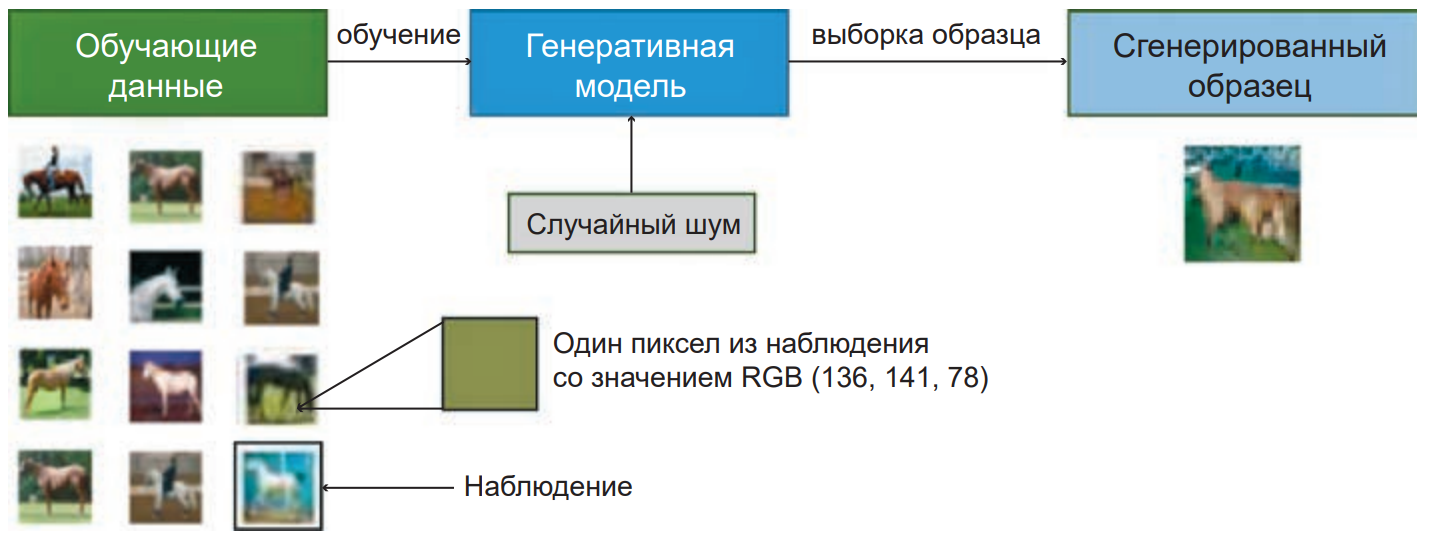 Обучающие
данные
обучение
Генеративная
модель
выборка образца
Сгенерированный
образец
Случайный шум
Один пиксел из наблюдения
со значением RGB (136, 141, 78)
Наблюдение